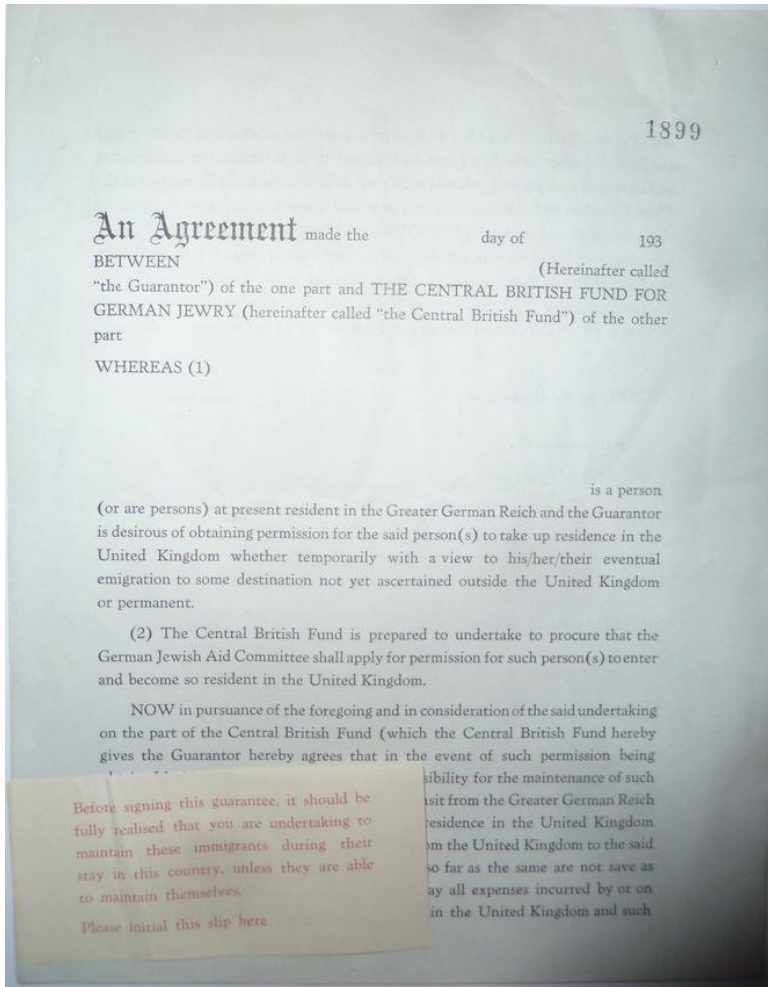 1899
An Agreement made the day of 193
BETWEEN (Hereinafter called
“the Guarantor”) of the one part and THE CENTRAL BRITISH FUND FOR
GERMAN JEWRY (hereinafter called “the Central British Fund”) of the other
part
WHEREAS (1)
is a person
(or are persons) at present resident in the Greater German Reich and the Guarantor
is desirous of obtaining permission for the said person(s) to take up residence in the
United Kingdom whether temporarily with a view to his/her/their eventual
emigration to some destination not yet ascertained outside the United Kingdom
or permanent.
(2) The Central British Fund is prepared to undertake to procure that the
German Jewish Aid Committee shall apply for permission for such person(s) to enter
and become so resident in the United Kingdom.
NOW in pursuance of the foregoing and in consideration of the said undertaking
on the part of the Central British Fund (which the Central British Fund hereby
gives the Guarantor hereby agrees that in the event of such permission being
sibility for the maintenance of such
sit from the Greater German Reich
residence in the United Kingdom
om the United Kingdom to the said
so far as the same are not save as
ay all expenses incurred by or on
in the United Kingdom and such
Before signing this guarantee, it should be
fully realised that you are undertaking to
maintain these immigrants during their
stay in this country, unless they are able
to maintain themselves.
Please initial this slip here